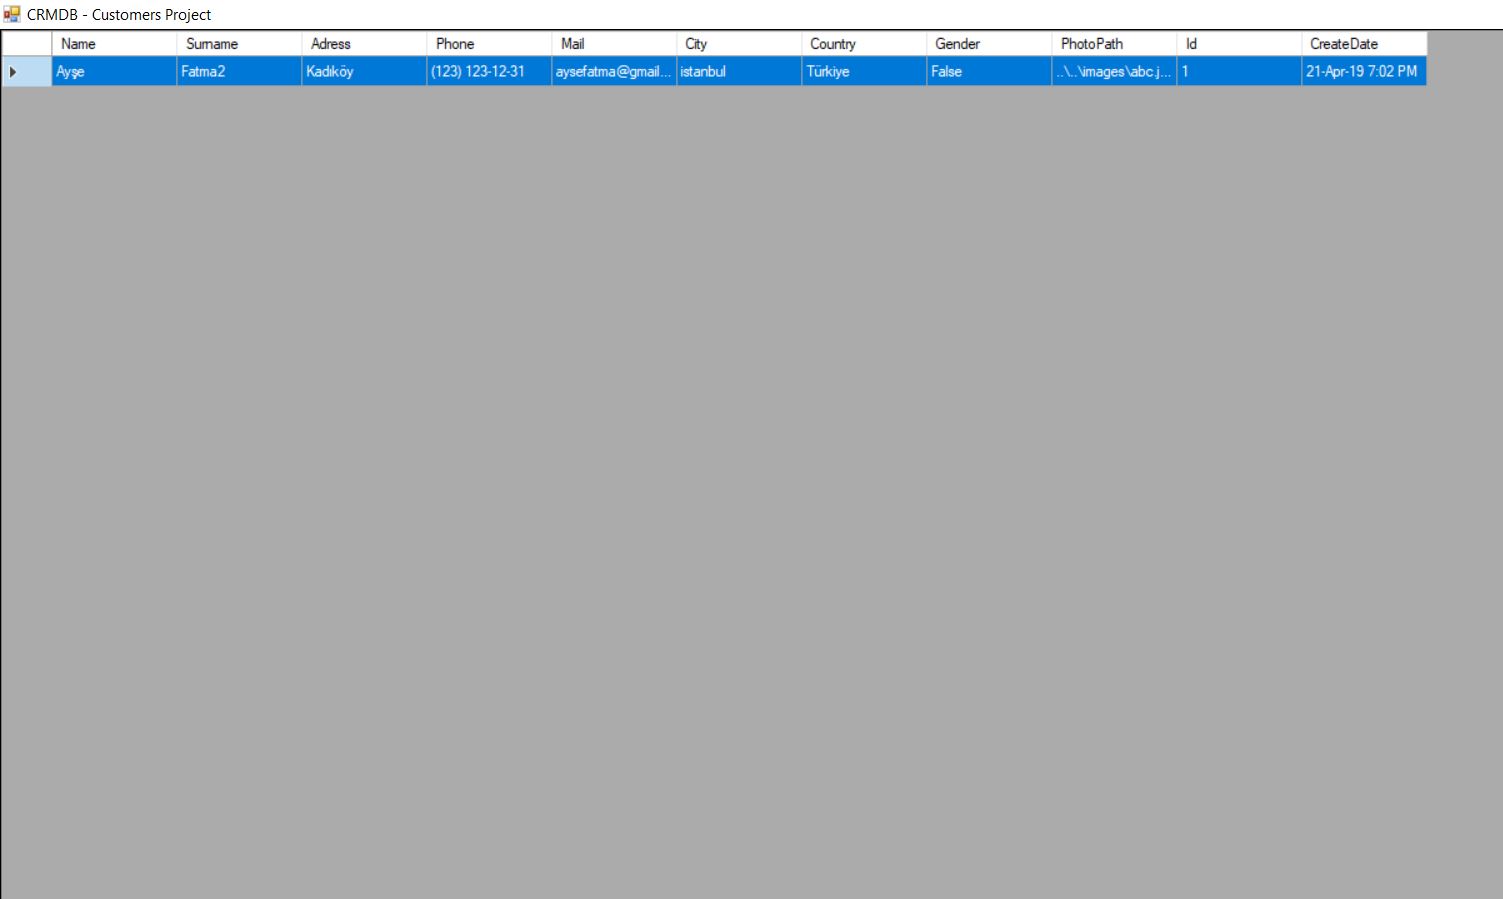 CRMDB - Customers Project
Name Surname Adress Phone Mail City Country Gender PhotoPath Id CreateDate
Ayşe Fatma2 Kadıköy (123) 123-12-31 aysefatma@gmail... istanbul Türkiye False ..\..\images\abc.j... 1 21-Apr-19 7:02 PM